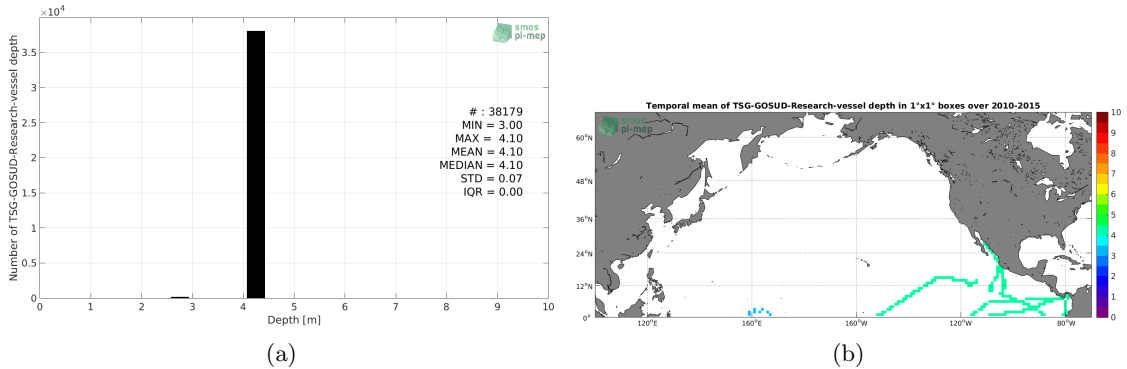 ×10⁴
3.5
3
2.5
2
1.5
1
0.5
0
Number of TSG-GOSUD-Research-vessel depth
smos
pi-mep
# : 38179
MIN = 3.00
MAX = 4.10
MEAN = 4.10
MEDIAN = 4.10
STD = 0.07
IQR = 0.00
0 1 2 3 4 5 6 7 8 9 10
Depth [m]
(a)
Temporal mean of TSG-GOSUD-Research-vessel depth in 1°x1° boxes over 2010-2015
smos
pi-mep
60°N
48°N
36°N
24°N
12°N
0°
120°E 160°E 160°W 120°W 80°W
10
9
8
7
6
5
4
3
2
1
0
(b)